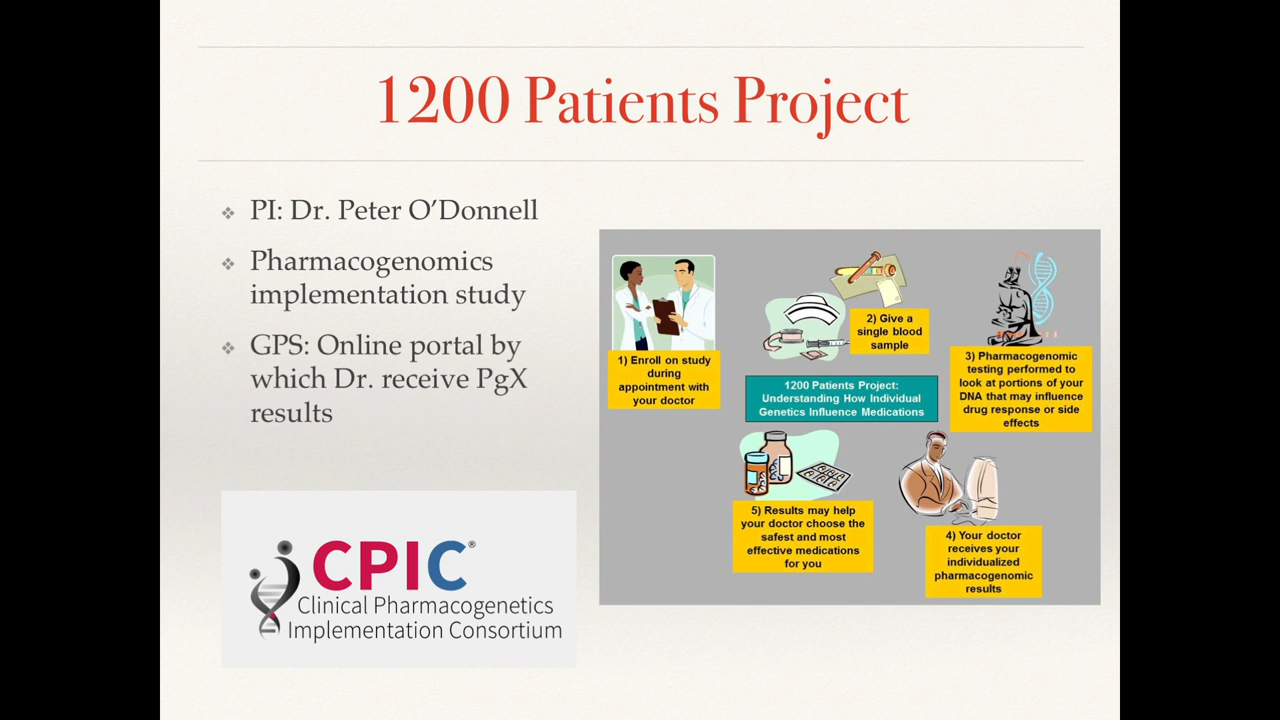 1200 Patients Project
PI: Dr. Peter O’Donnell
Pharmacogenomics
implementation study
GPS: Online portal by
which Dr. receive PgX
results
CPIC®
Clinical Pharmacogenetics
Implementation Consortium
1) Enroll on study
during
appointment with
your doctor
2) Give a
single blood
sample
3) Pharmacogenomic
testing performed to
look at portions of your
DNA that may influence
drug response or side
effects
1200 Patients Project:
Understanding How Individual
Genetics Influence Medications
4) Your doctor
receives your
individualized
pharmacogenomic
results
5) Results may help
your doctor choose the
safest and most
effective medications
for you